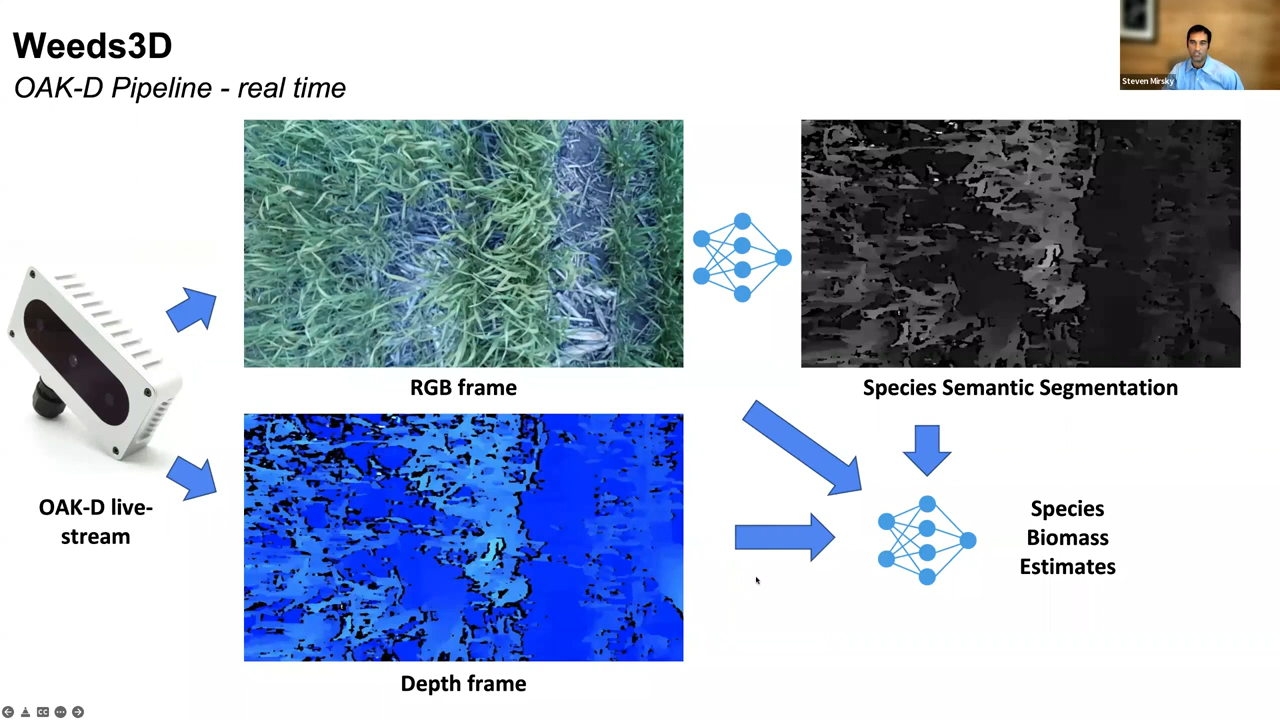 Weeds3D
OAK-D Pipeline - real time
Steven Mirsky
RGB frame
Species Semantic Segmentation
OAK-D live-
stream
Species
Biomass
Estimates
Depth frame
CC